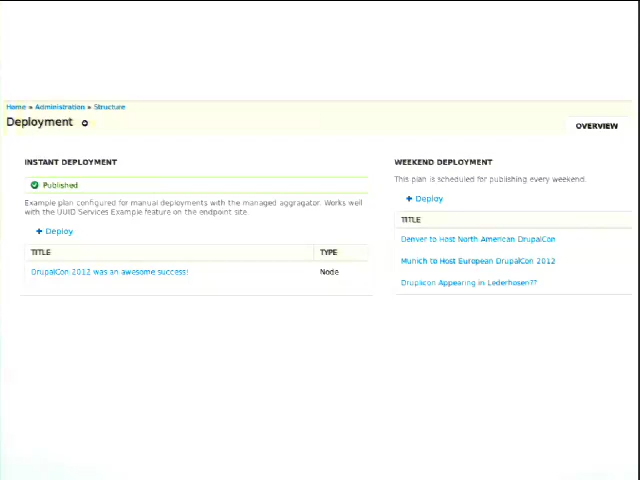 Home » Administration » Structure
Deployment
OVERVIEW
INSTANT DEPLOYMENT
Published
Example plan configured for manual deployments with the managed aggragator. Works well
with the UUID Services Example feature on the endpoint site.
+ Deploy
TITLE TYPE
DrupalCon 2012 was an awesome success! Node
WEEKEND DEPLOYMENT
This plan is scheduled for publishing every weekend.
+ Deploy
TITLE
Denver to Host North American DrupalCon
Munich to Host European DrupalCon 2012
Druplicon Appearing in Lederhosen??